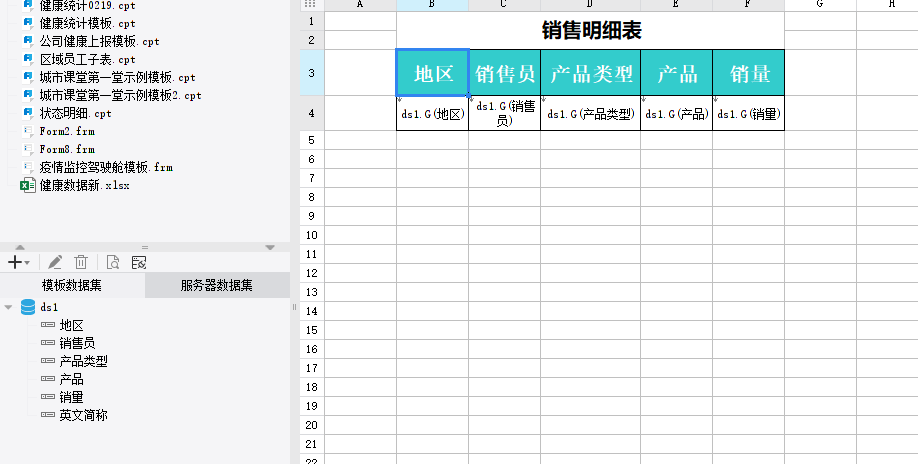 健康统计0219.cpt
健康统计模板.cpt
公司健康上报模板.cpt
区域员工子表.cpt
城市课堂第一堂示例模板.cpt
城市课堂第一堂示例模板2.cpt
状态明细.cpt
Form2.frm
Form8.frm
疫情监控驾驶舱模板.frm
健康数据新.xlsx
模板数据集 服务器数据集
ds1
地区
销售员
产品类型
产品
销量
英文简称
A B C D E F G H
1
2
销售明细表
3 地区 销售员 产品类型 产品 销量
4 ds1.G(地区) ds1.G(销售员) ds1.G(产品类型) ds1.G(产品) ds1.G(销量)
5
6
7
8
9
10
11
12
13
14
15
16
17
18
19
20
21
22